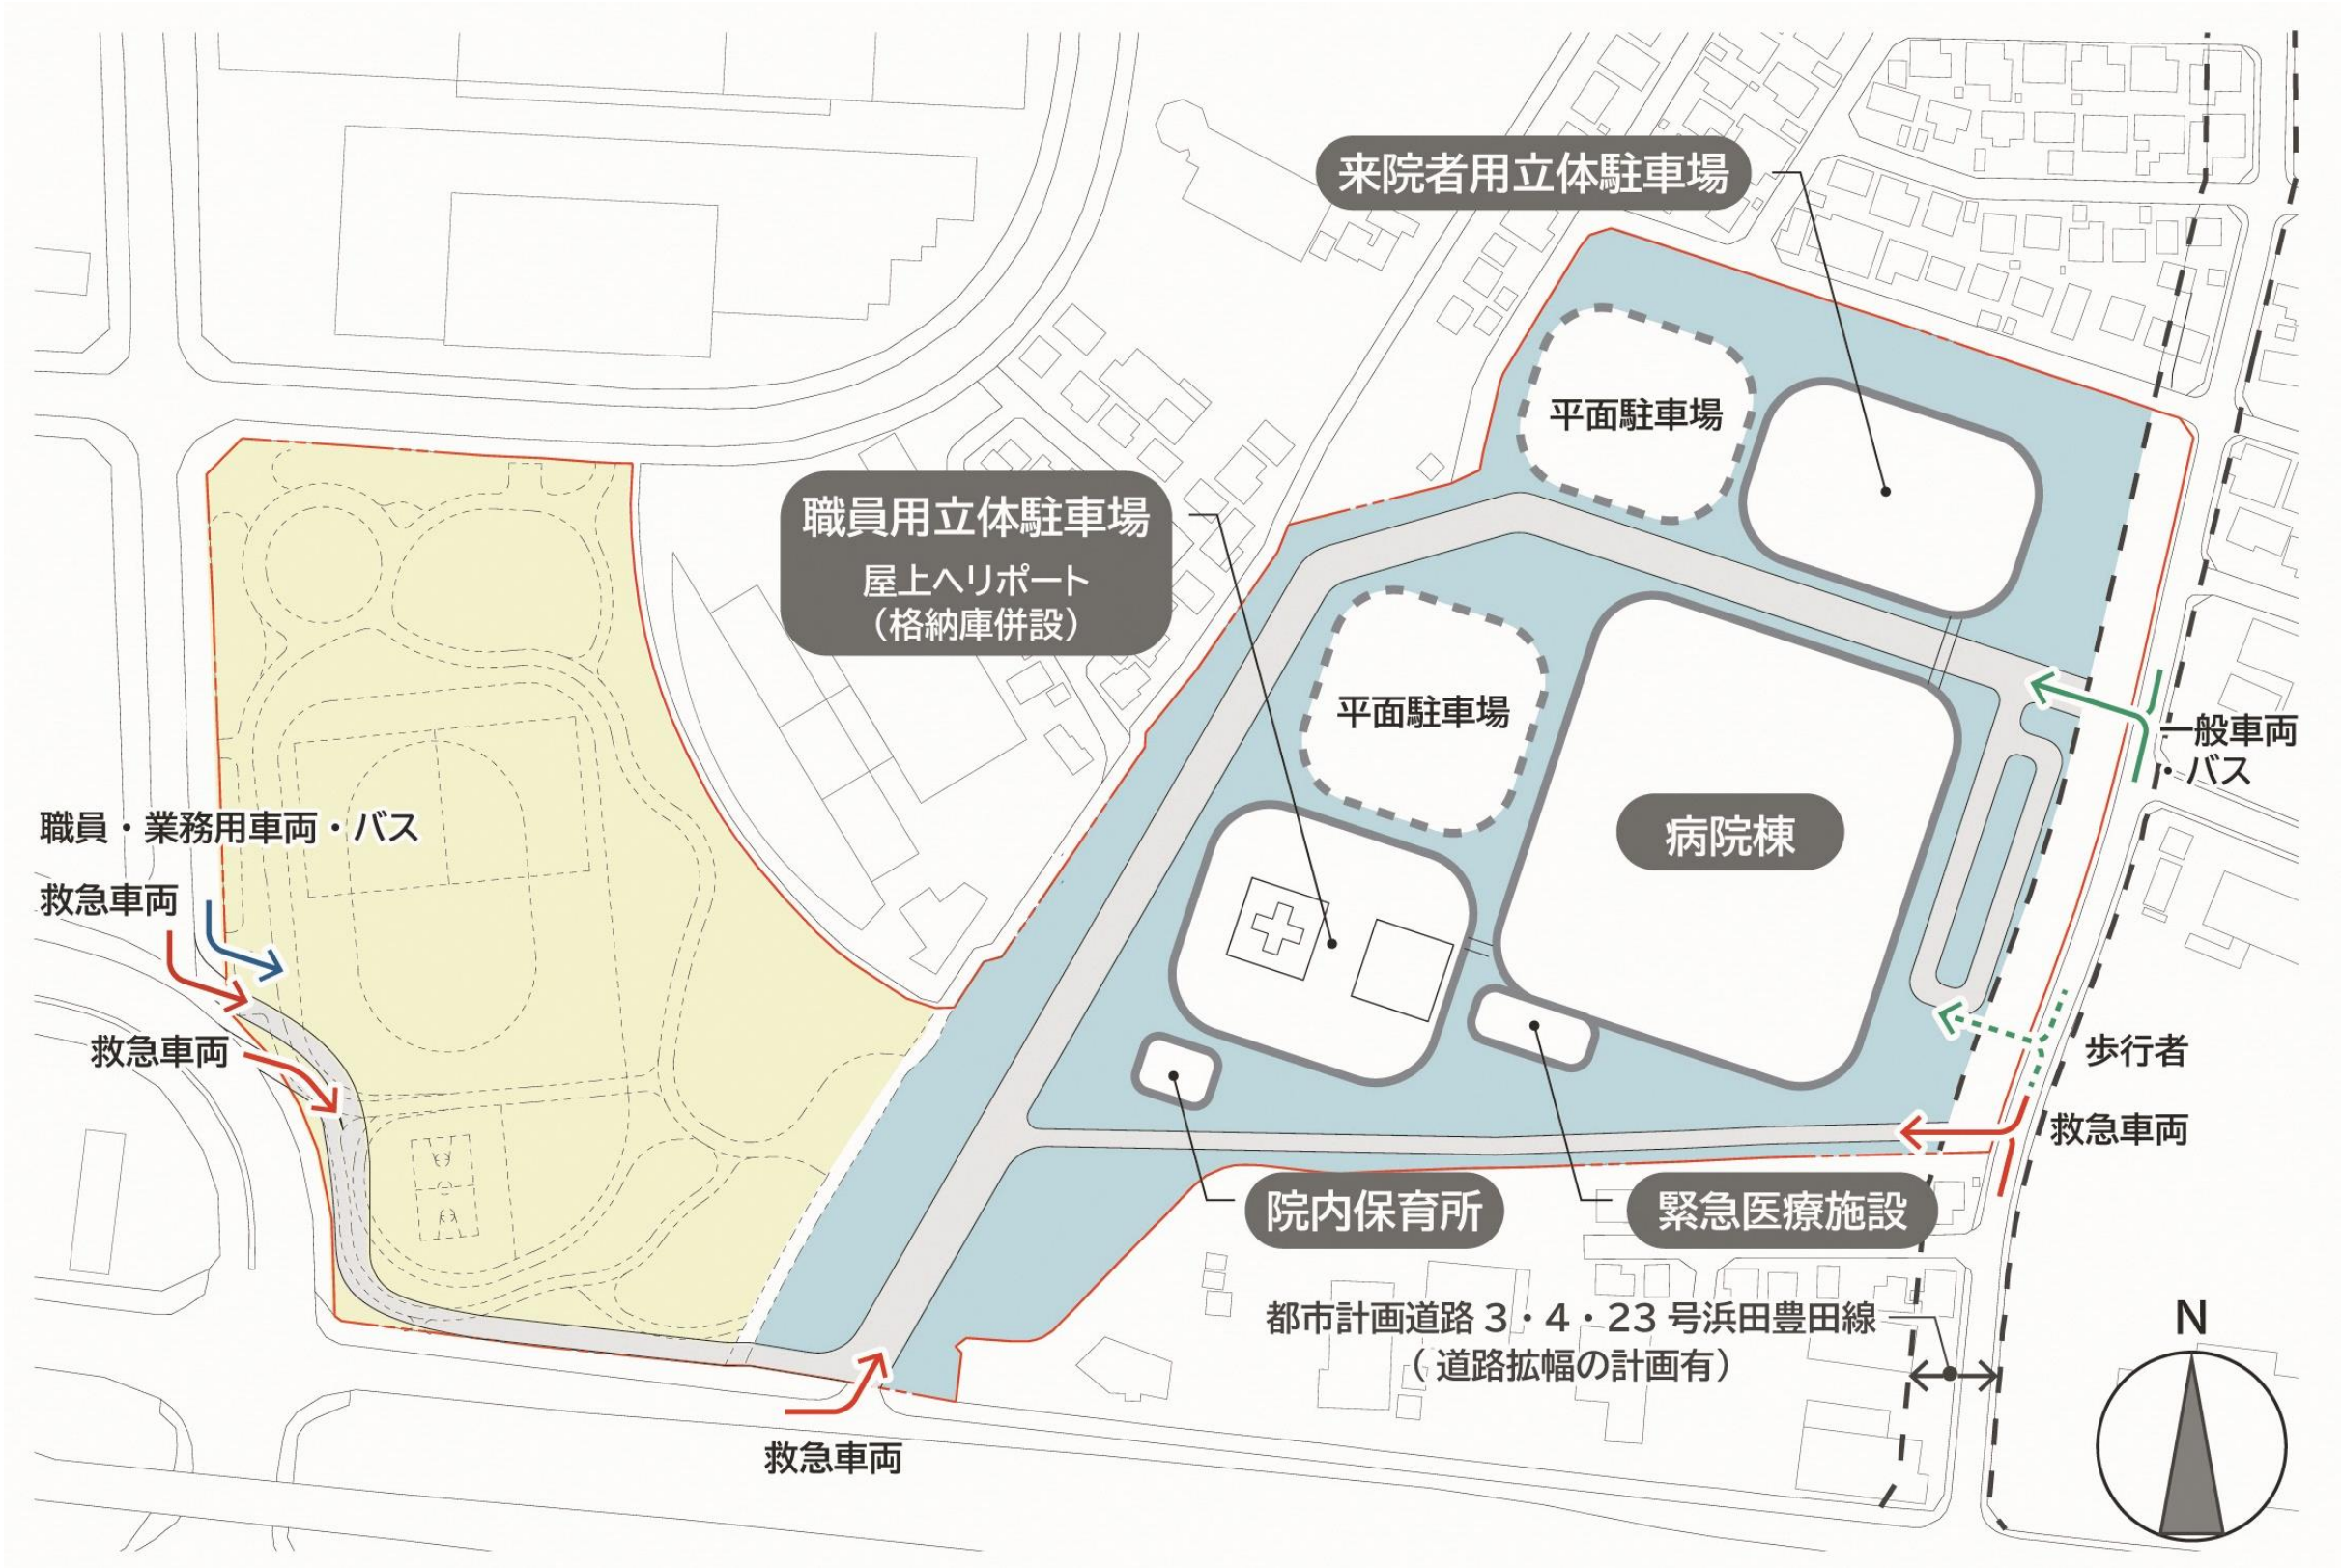 来院者用立体駐車場
平面駐車場
職員用立体駐車場
屋上ヘリポート
（格納庫併設）
平面駐車場
一般車両
・バス
病院棟
職員・業務用車両・バス
救急車両
救急車両
歩行者
救急車両
院内保育所
緊急医療施設
都市計画道路 3・4・23 号浜田豊田線
（ 道路拡幅の計画有）
N
救急車両